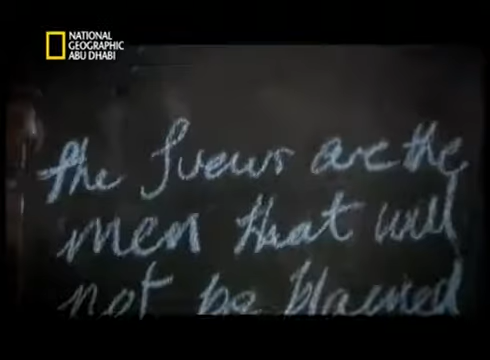 NATIONAL
GEOGRAPHIC
ABU DHABI
the Juews are the
men that will
not be blamed